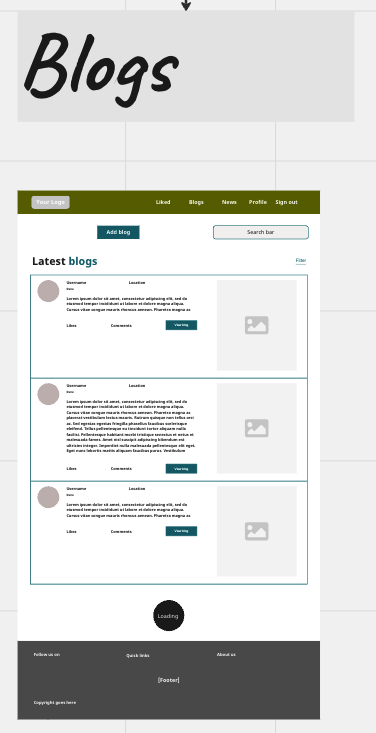 Blogs
Your Logo
Liked
Blogs
News
Profile
Sign out
Add blog
Search bar
Latest blogs
Filter
Username
Location
Date
Lorem ipsum dolor sit amet, consectetur adipiscing elit, sed do
eiusmod tempor incididunt ut labore et dolore magna aliqua.
Cursus vitae congue mauris rhoncus aenean. Pharetra magna ac
Likes
Comments
View blog
Username
Location
Date
Lorem ipsum dolor sit amet, consectetur adipiscing elit, sed do
eiusmod tempor incididunt ut labore et dolore magna aliqua.
Cursus vitae congue mauris rhoncus aenean. Pharetra magna ac
placerat vestibulum lectus mauris. Rutrum quisque non tellus orci
ac. Sed egestas egestas fringilla phasellus faucibus scelerisque
eleifend. Tellus pellentesque eu tincidunt tortor aliquam nulla
facilisi. Pellentesque habitant morbi tristique senectus et netus et
malesuada fames. Amet nisl suscipit adipiscing bibendum est
ultricies integer. Imperdiet nulla malesuada pellentesque elit eget.
Eget nunc lobortis mattis aliquam faucibus purus. Vestibulum
Likes
Comments
View blog
Username
Location
Date
Lorem ipsum dolor sit amet, consectetur adipiscing elit, sed do
eiusmod tempor incididunt ut labore et dolore magna aliqua.
Cursus vitae congue mauris rhoncus aenean. Pharetra magna ac
Likes
Comments
View blog
Loading
Follow us on
Quick links
About us
[Footer]
Copyright goes here